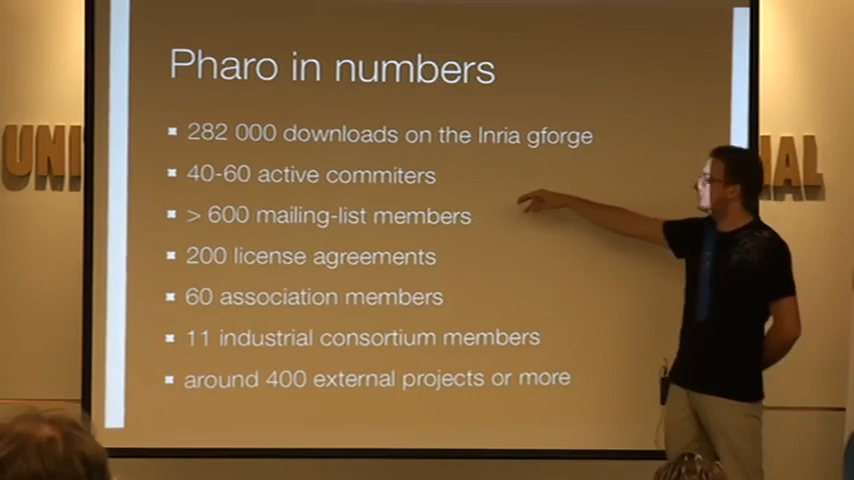 Pharo in numbers
282 000 downloads on the Inria gforge
40-60 active commiters
> 600 mailing-list members
200 license agreements
60 association members
11 industrial consortium members
around 400 external projects or more
UNI
AL